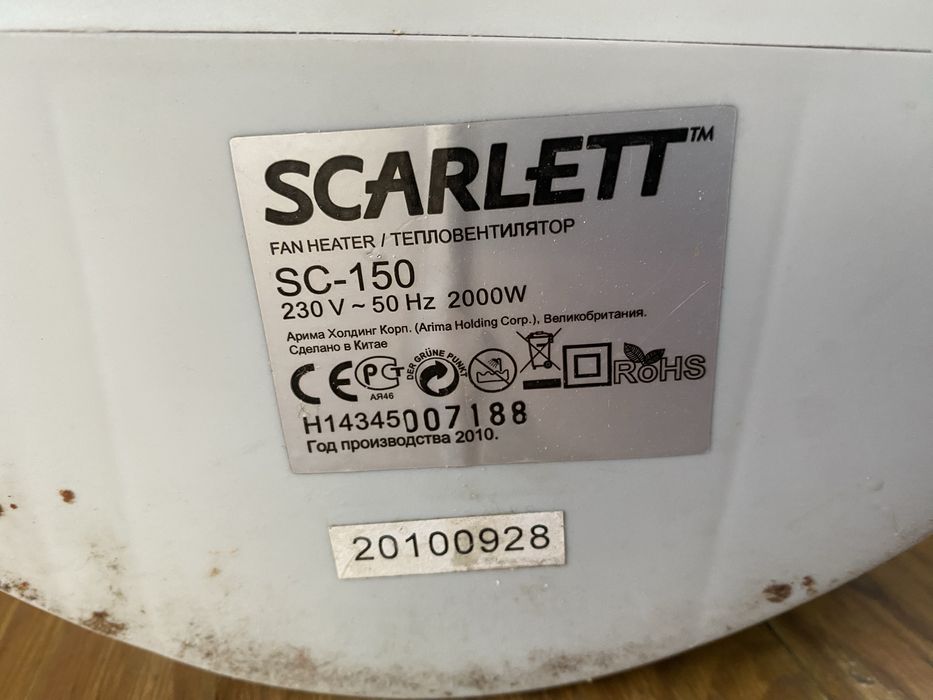 SCARLETT™
FAN HEATER / ТЕПЛОВЕНТИЛЯТОР
SC-150
230 V ~ 50 Hz 2000W
Арима Холдинг Корп. (Arima Holding Corp.), Великобритания.
Сделано в Китае
CE РСТ DER GRÜNE PUNKT RoHS
АЯ46
H14345007188
Год производства 2010.
20100928